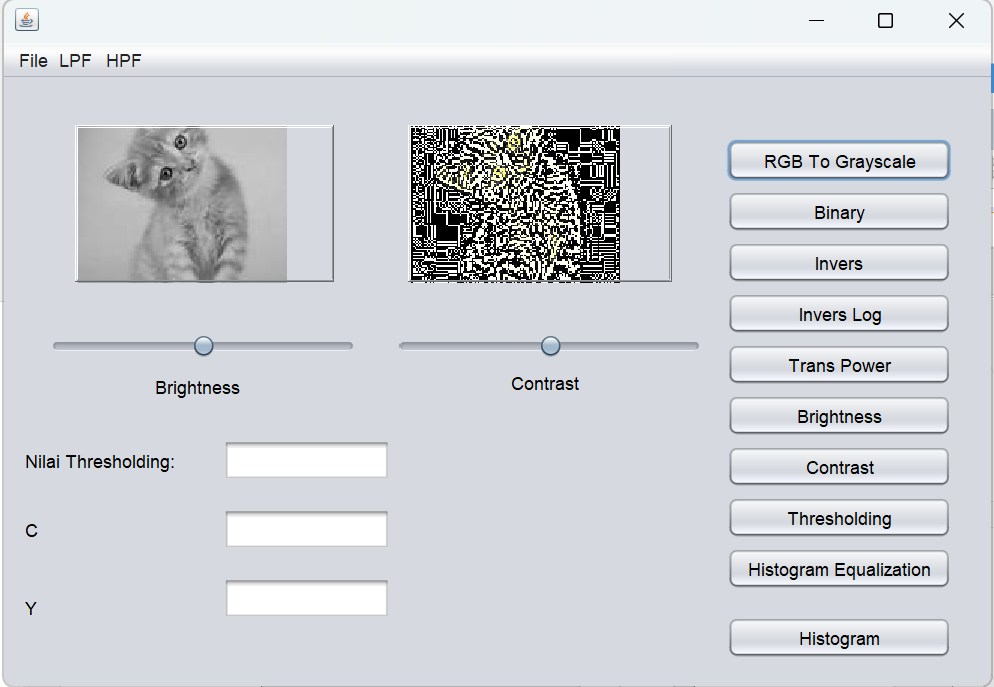 File LPF HPF
RGB To Grayscale
Binary
Invers
Invers Log
Trans Power
Brightness
Contrast
Brightness
Contrast
Nilai Thresholding:
Thresholding
C
Histogram Equalization
Y
Histogram